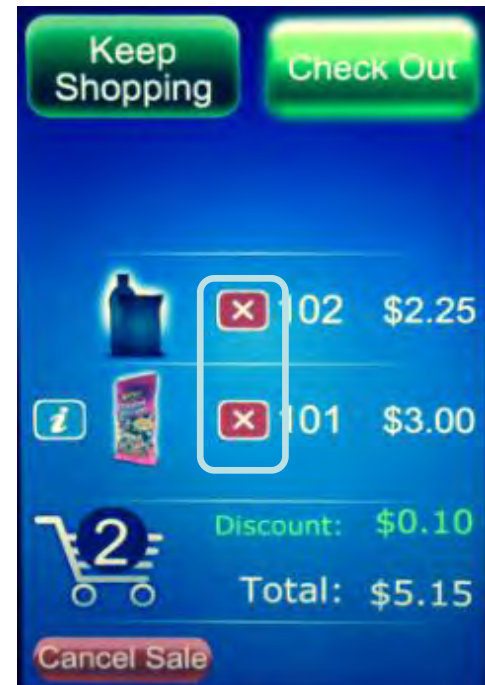 Keep
Shopping
Check Out
102 $2.25
i 101 $3.00
2
Discount: $0.10
Total: $5.15
Cancel Sale